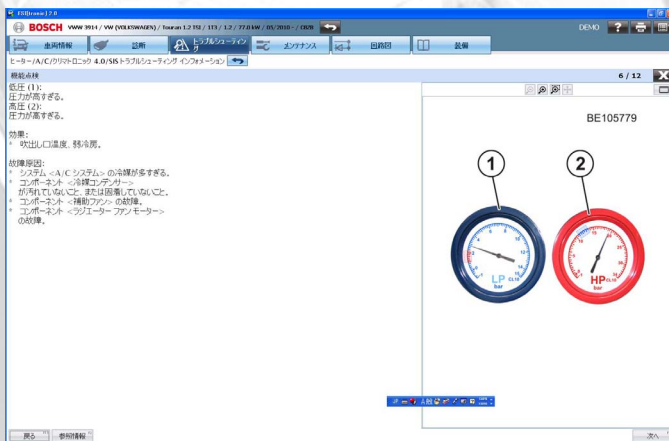 ESI[tronic] 2.0
BOSCH VWW 3914 / VW (VOLKSWAGEN) / Touran 1.2 TSI / 1T3 / 1.2 / 77.0 kW / 05/2010 - / CBZB
DEMO
車両情報 診断 トラブルシューティング メンテナンス 回路図 装備
ヒーター/A/C/クリマトロニック 4.0/SIS トラブルシューティング インフォメーション
機能点検
6 / 12
低圧 (1):
圧力が高すぎる。
高圧 (2):
圧力が高すぎる。
効果:
* 吹出し口温度、弱冷房。
故障原因:
* システム <A/C システム> の冷媒が多すぎる。
* コンポーネント <冷媒コンデンサー>
が汚れていないこと、または固着していないこと。
* コンポーネント <補助ファン> の故障。
* コンポーネント <ラジエーター ファン モーター>
の故障。
BE105779
1
2
LP
CL 1.6
bar
HP
CL 1.6
bar
戻る 参照情報
次へ